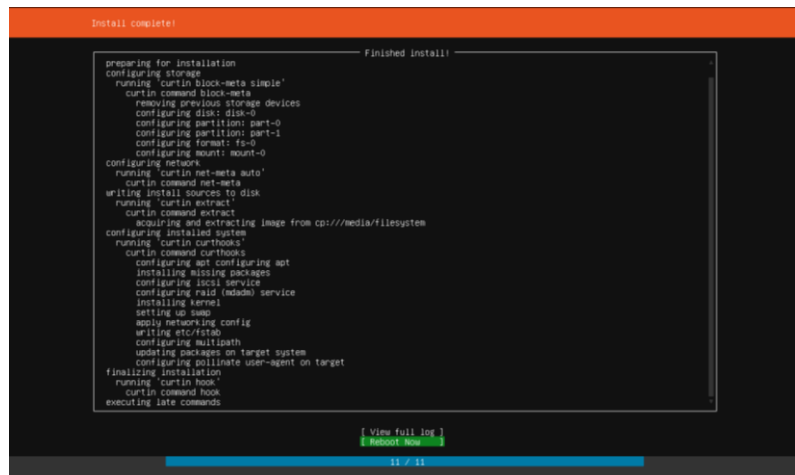 Install complete!
Finished install!
preparing for installation
configuring storage
running 'curtin block-meta simple'
curtin command block-meta
removing previous storage devices
configuring disk: disk-0
configuring partition: part-0
configuring partition: part-1
configuring format: fs-0
configuring mount: mount-0
configuring network
running 'curtin net-meta auto'
curtin command net-meta
writing install sources to disk
running 'curtin extract'
curtin command extract
acquiring and extracting image from cp:///media/filesystem
configuring installed system
running 'curtin curthooks'
curtin command curthooks
configuring apt configuring apt
installing missing packages
configuring iscsi service
configuring raid (mdadm) service
installing kernel
setting up swap
apply networking config
writing etc/fstab
configuring multipath
updating packages on target system
configuring pollinate user-agent on target
finalizing installation
running 'curtin hook'
curtin command hook
executing late commands
[ View full log ]
[ Reboot Now ]
11 / 11